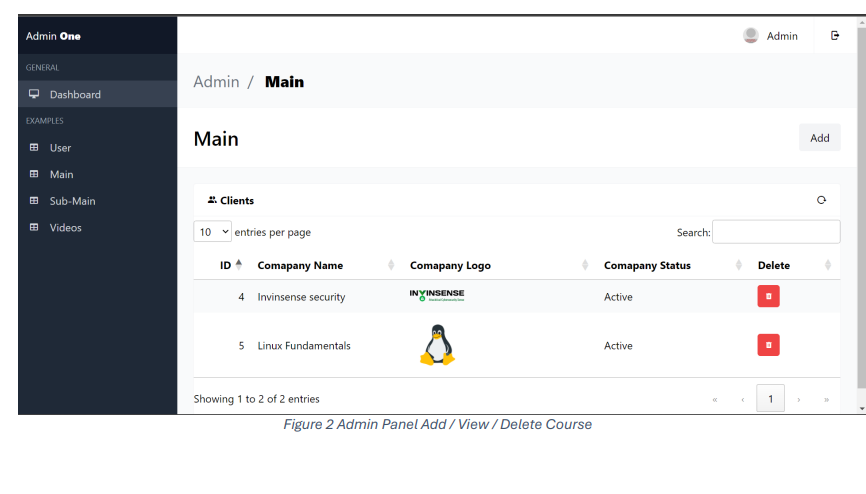 Admin One
Admin
GENERAL
Dashboard
EXAMPLES
User
Main
Sub-Main
Videos
Admin / Main
Main
Add
Clients
10 entries per page
Search:
ID Comapany Name Comapany Logo Comapany Status Delete
4 Invinsense security INVINSENSE Active
5 Linux Fundamentals Active
Showing 1 to 2 of 2 entries
« ‹ 1 › »
Figure 2 Admin Panel Add / View / Delete Course